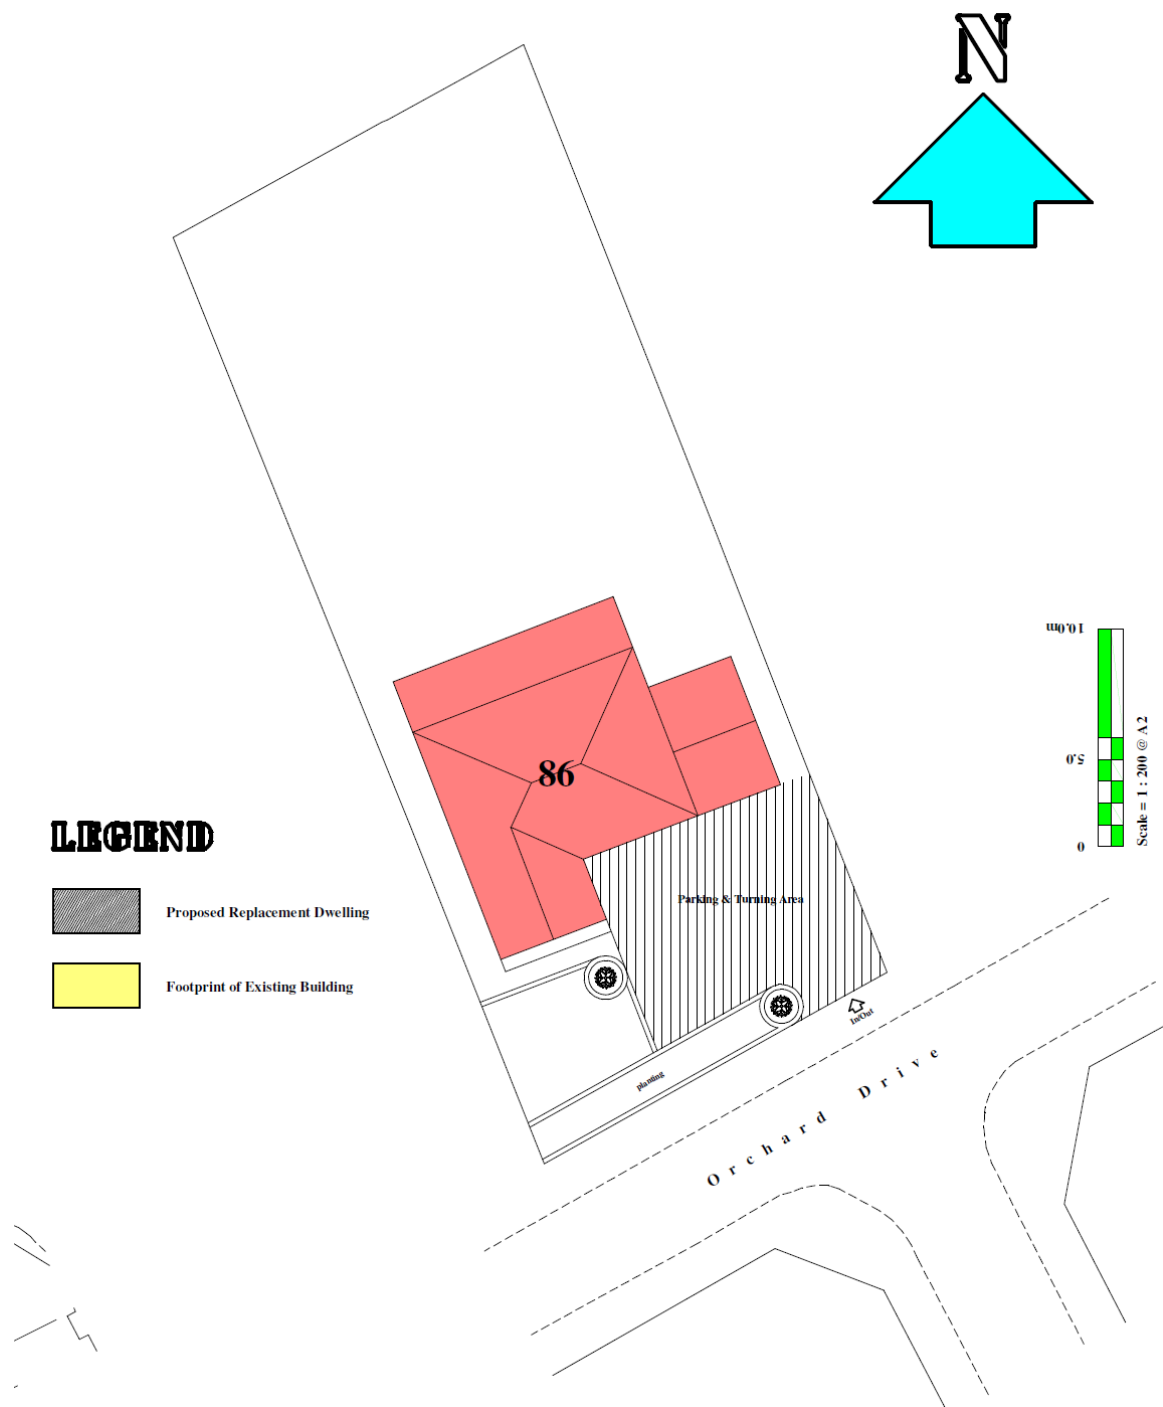 N
86
10.0m
5.0
0
Scale = 1 : 200 @ A2
LEGEND
Proposed Replacement Dwelling
Footprint of Existing Building
Parking & Turning Area
In/Out
planting
Orchard Drive